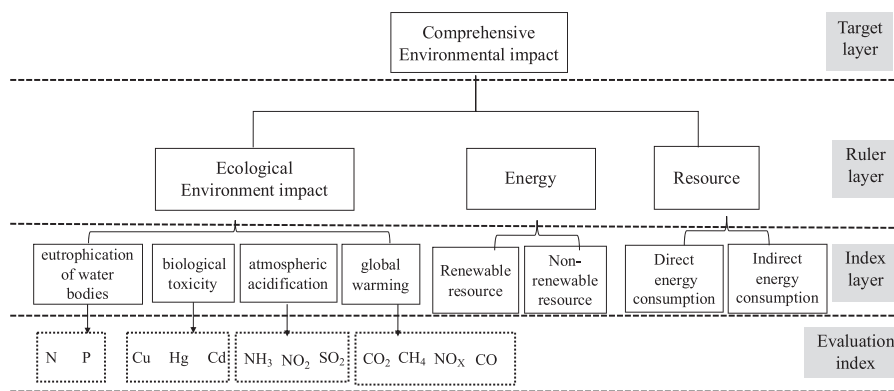 Comprehensive
Environmental impact
Target
layer
Ecological
Environment impact
Energy
Resource
Ruler
layer
eutrophication
of water
bodies
biological
toxicity
atmospheric
acidification
global
warming
Renewable
resource
Non-
renewable
resource
Direct
energy
consumption
Indirect
energy
consumption
Index
layer
N P
Cu Hg Cd
NH3 NO2 SO2
CO2 CH4 NOX CO
Evaluation
index